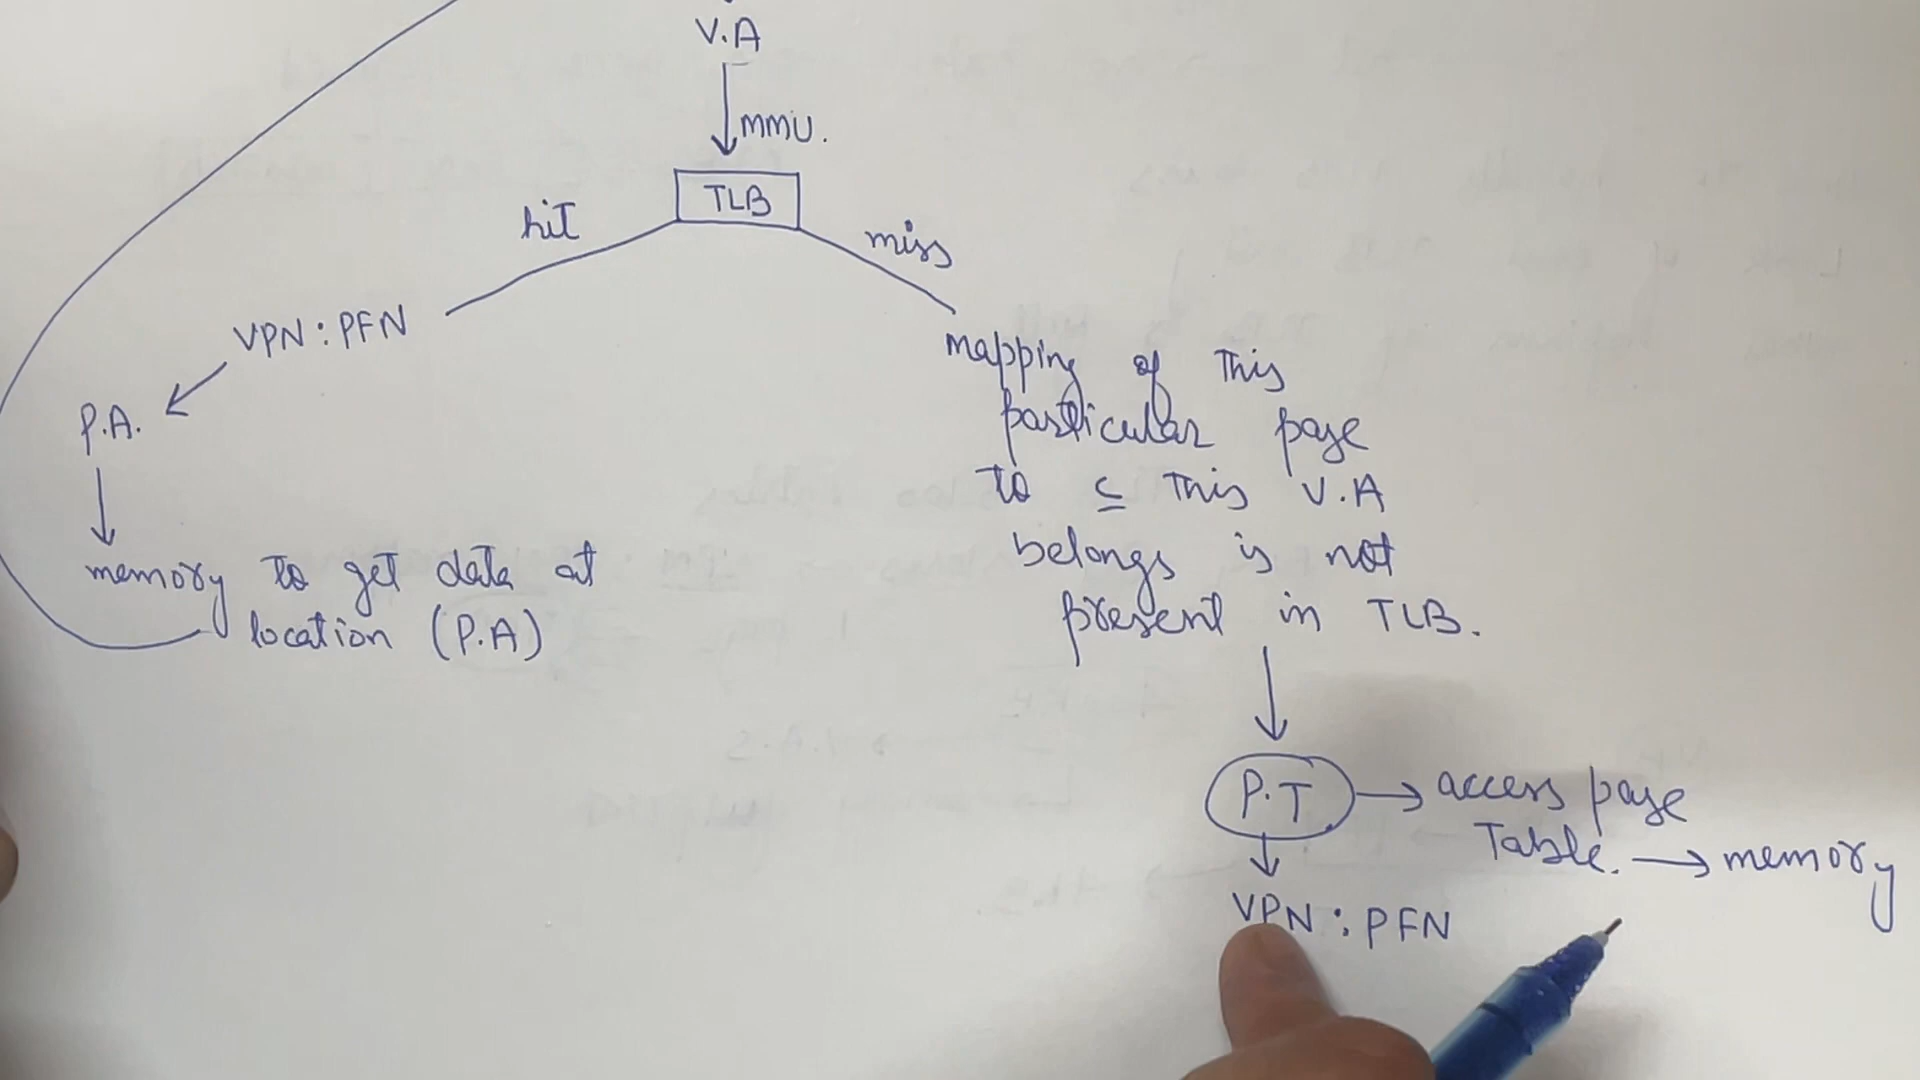 V.A
MMU.
TLB
hit
miss
VPN : PFN
P.A.
memory to get data at
location (P.A)
mapping of this
particular page
to c this V.A
belongs is not
present in TLB.
P.T → access page
Table. → memory
VPN : PFN